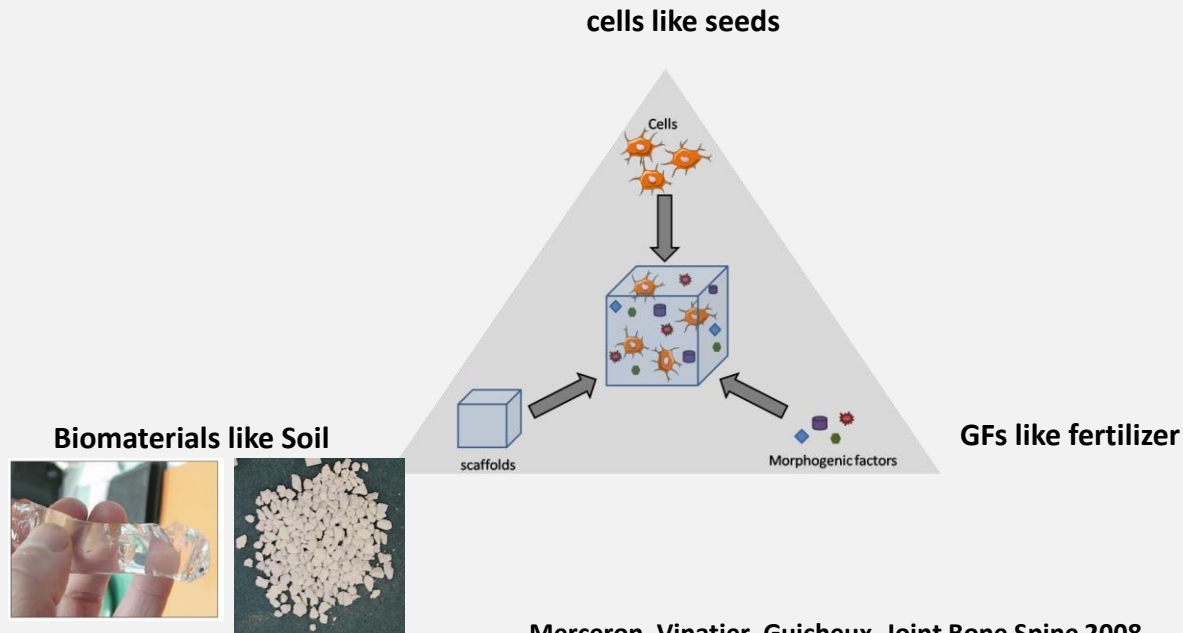 cells like seeds
Cells
Biomaterials like Soil
scaffolds
Morphogenic factors
GFs like fertilizer
Merceron, Vinatier, Guicheux, Joint Bone Spine 2008